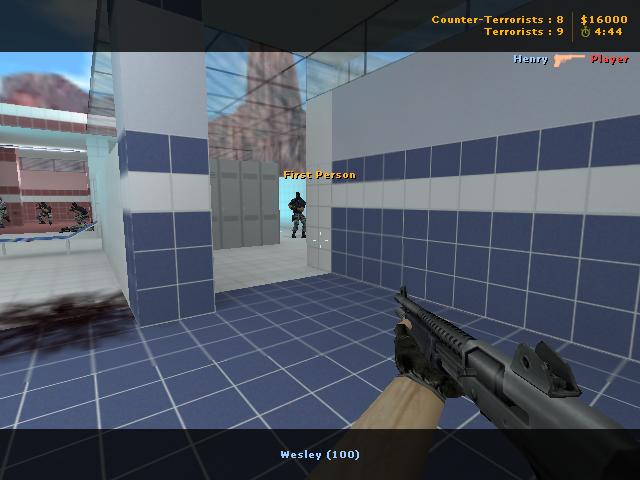 Counter-Terrorists : 8 $16000
Terrorists : 9 4:44
Henry Player
First Person
Wesley (100)